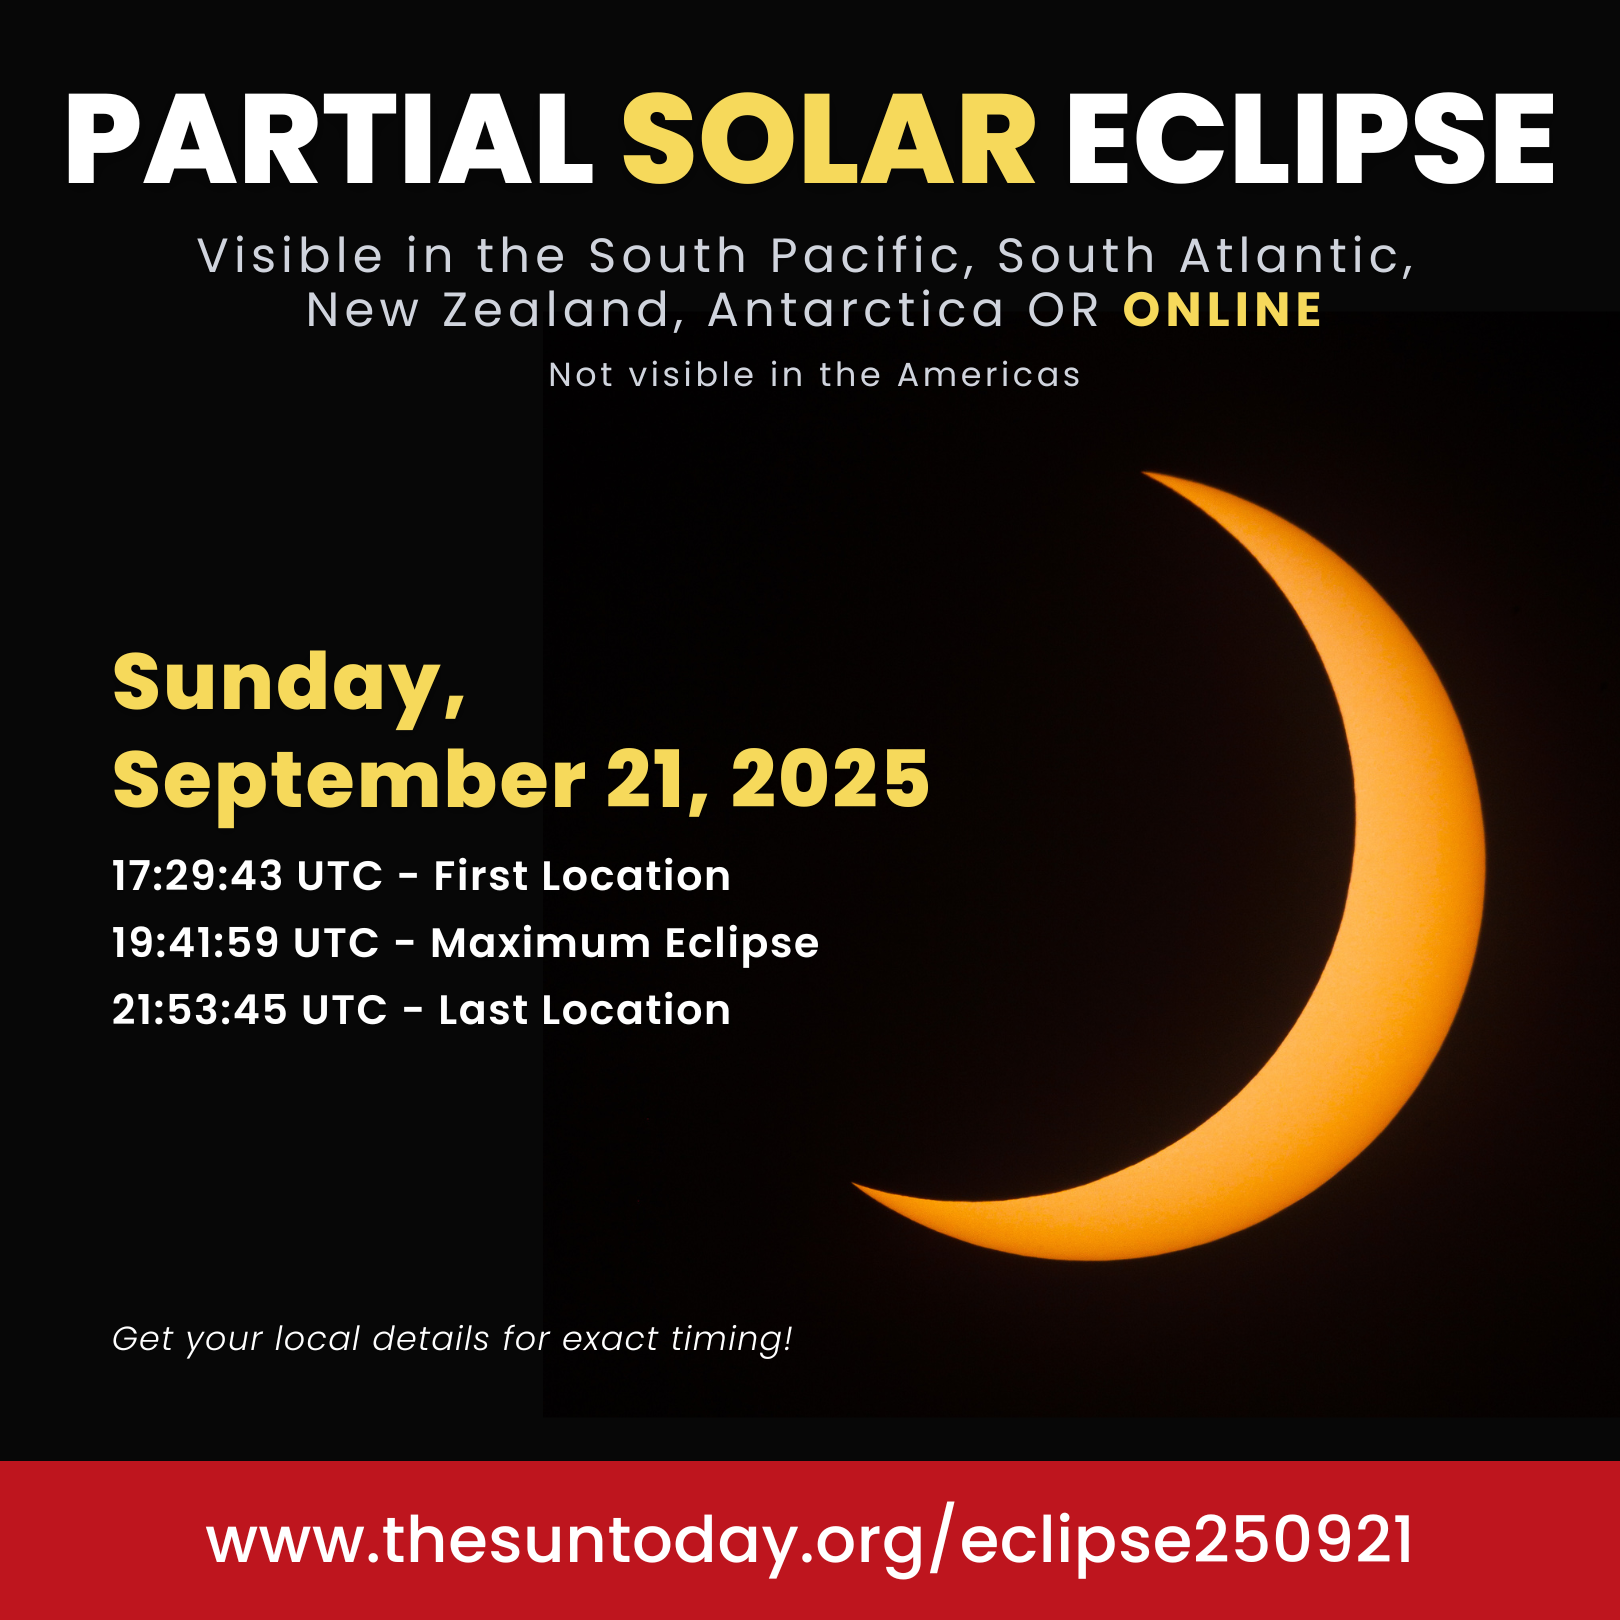 PARTIAL SOLAR ECLIPSE
Visible in the South Pacific, South Atlantic,
New Zealand, Antarctica OR ONLINE
Not visible in the Americas
Sunday,
September 21, 2025
17:29:43 UTC - First Location
19:41:59 UTC - Maximum Eclipse
21:53:45 UTC - Last Location
Get your local details for exact timing!
www.thesuntoday.org/eclipse250921